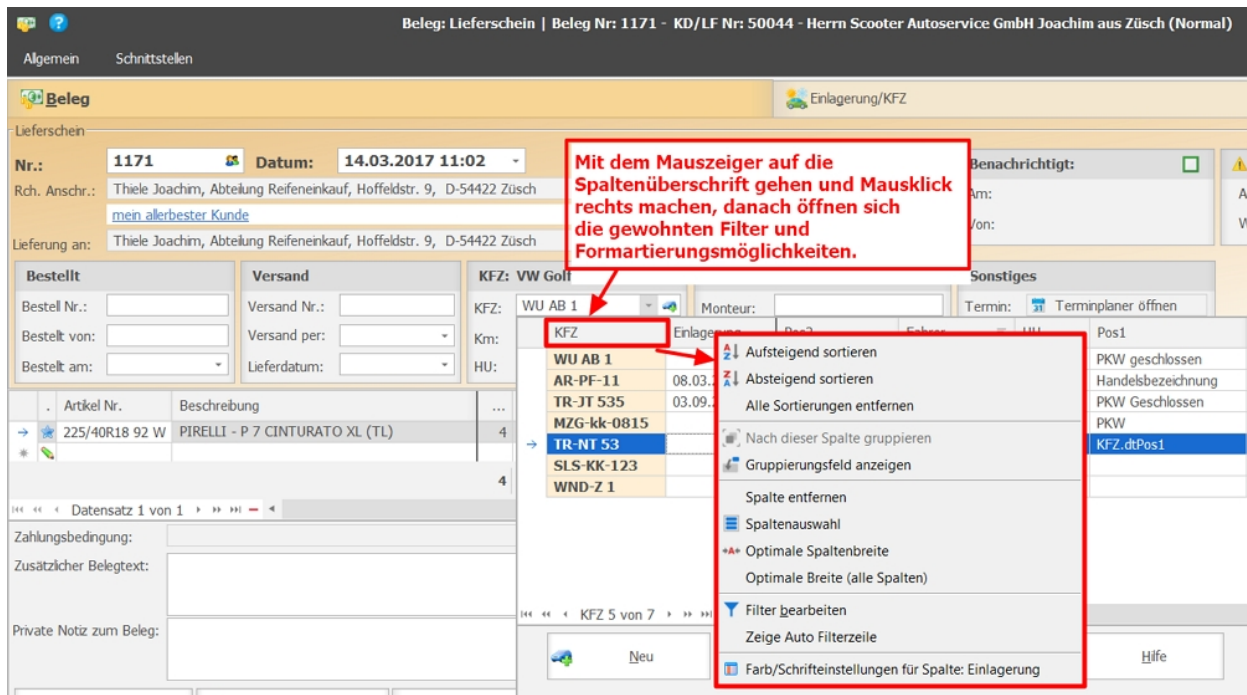 Beleg: Lieferschein | Beleg Nr: 1171 - KD/LF Nr: 50044 - Herrn Scooter Autoservice GmbH Joachim aus Züsch (Normal)
Allgemein Schnittstellen
Beleg Einlagerung/KFZ
Lieferschein
Nr.: 1171 Datum: 14.03.2017 11:02
Mit dem Mauszeiger auf die
Spaltenüberschrift gehen und Mausklick
rechts machen, danach öffnen sich
die gewohnten Filter und
Formartierungsmöglichkeiten.
Benachrichtigt:
Am:
Von:
Rch. Anschr.: Thiele Joachim, Abteilung Reifeneinkauf, Hoffeldstr. 9, D-54422 Züsch
mein allerbester Kunde
Lieferung an: Thiele Joachim, Abteilung Reifeneinkauf, Hoffeldstr. 9, D-54422 Züsch
Bestellt Versand KFZ: VW Golf Sonstiges
Bestell Nr.: Versand Nr.: KFZ: WU AB 1 Monteur: Termin: 31 Terminplaner öffnen
Bestellt von: Versand per: Km:
Bestellt am: Lieferdatum: HU:
KFZ Einlagerung Pos2 Fahrer HU Pos1
WU AB 1 PKW geschlossen
AR-PF-11 08.03.2 Handelsbezeichnung
TR-JT 535 03.09. PKW Geschlossen
MZG-kk-0815 PKW
TR-NT 53 KFZ.dtPos1
SLS-KK-123
WND-Z 1
. Artikel Nr. Beschreibung ...
225/40R18 92 W PIRELLI - P 7 CINTURATO XL (TL) 4
4
Datensatz 1 von 1
Zahlungsbedingung:
Zusätzlicher Belegtext:
Private Notiz zum Beleg:
Aufsteigend sortieren
Absteigend sortieren
Alle Sortierungen entfernen
Nach dieser Spalte gruppieren
Gruppierungsfeld anzeigen
Spalte entfernen
Spaltenauswahl
Optimale Spaltenbreite
Optimale Breite (alle Spalten)
Filter bearbeiten
Zeige Auto Filterzeile
Farb/Schrifteinstellungen für Spalte: Einlagerung
KFZ 5 von 7
Neu Hilfe